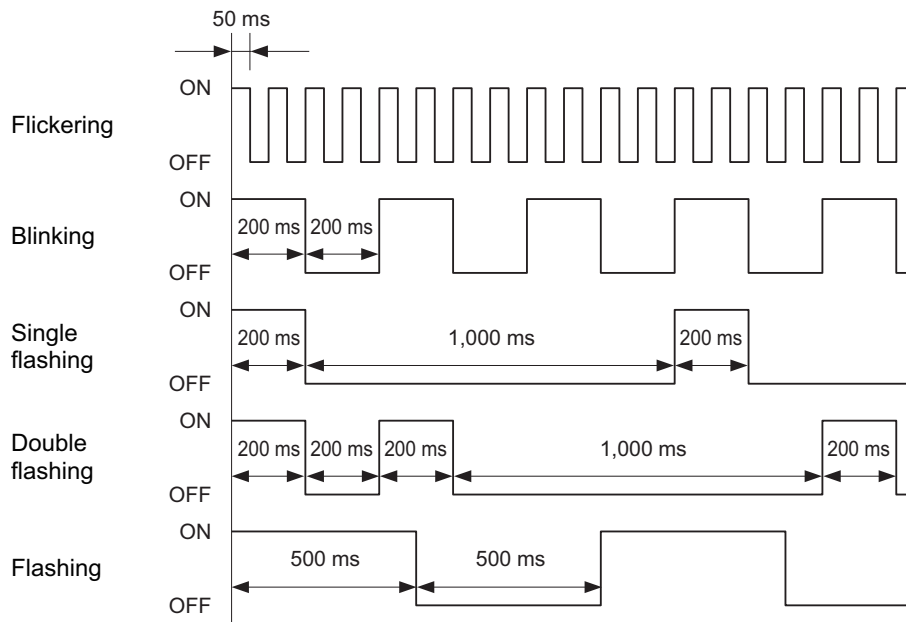 50 ms
ON
Flickering
OFF
ON
Blinking
200 ms 200 ms
OFF
ON
Single
flashing
200 ms 1,000 ms 200 ms
OFF
ON
Double
flashing
200 ms 200 ms 200 ms 1,000 ms 200 ms
OFF
ON
Flashing
500 ms 500 ms
OFF